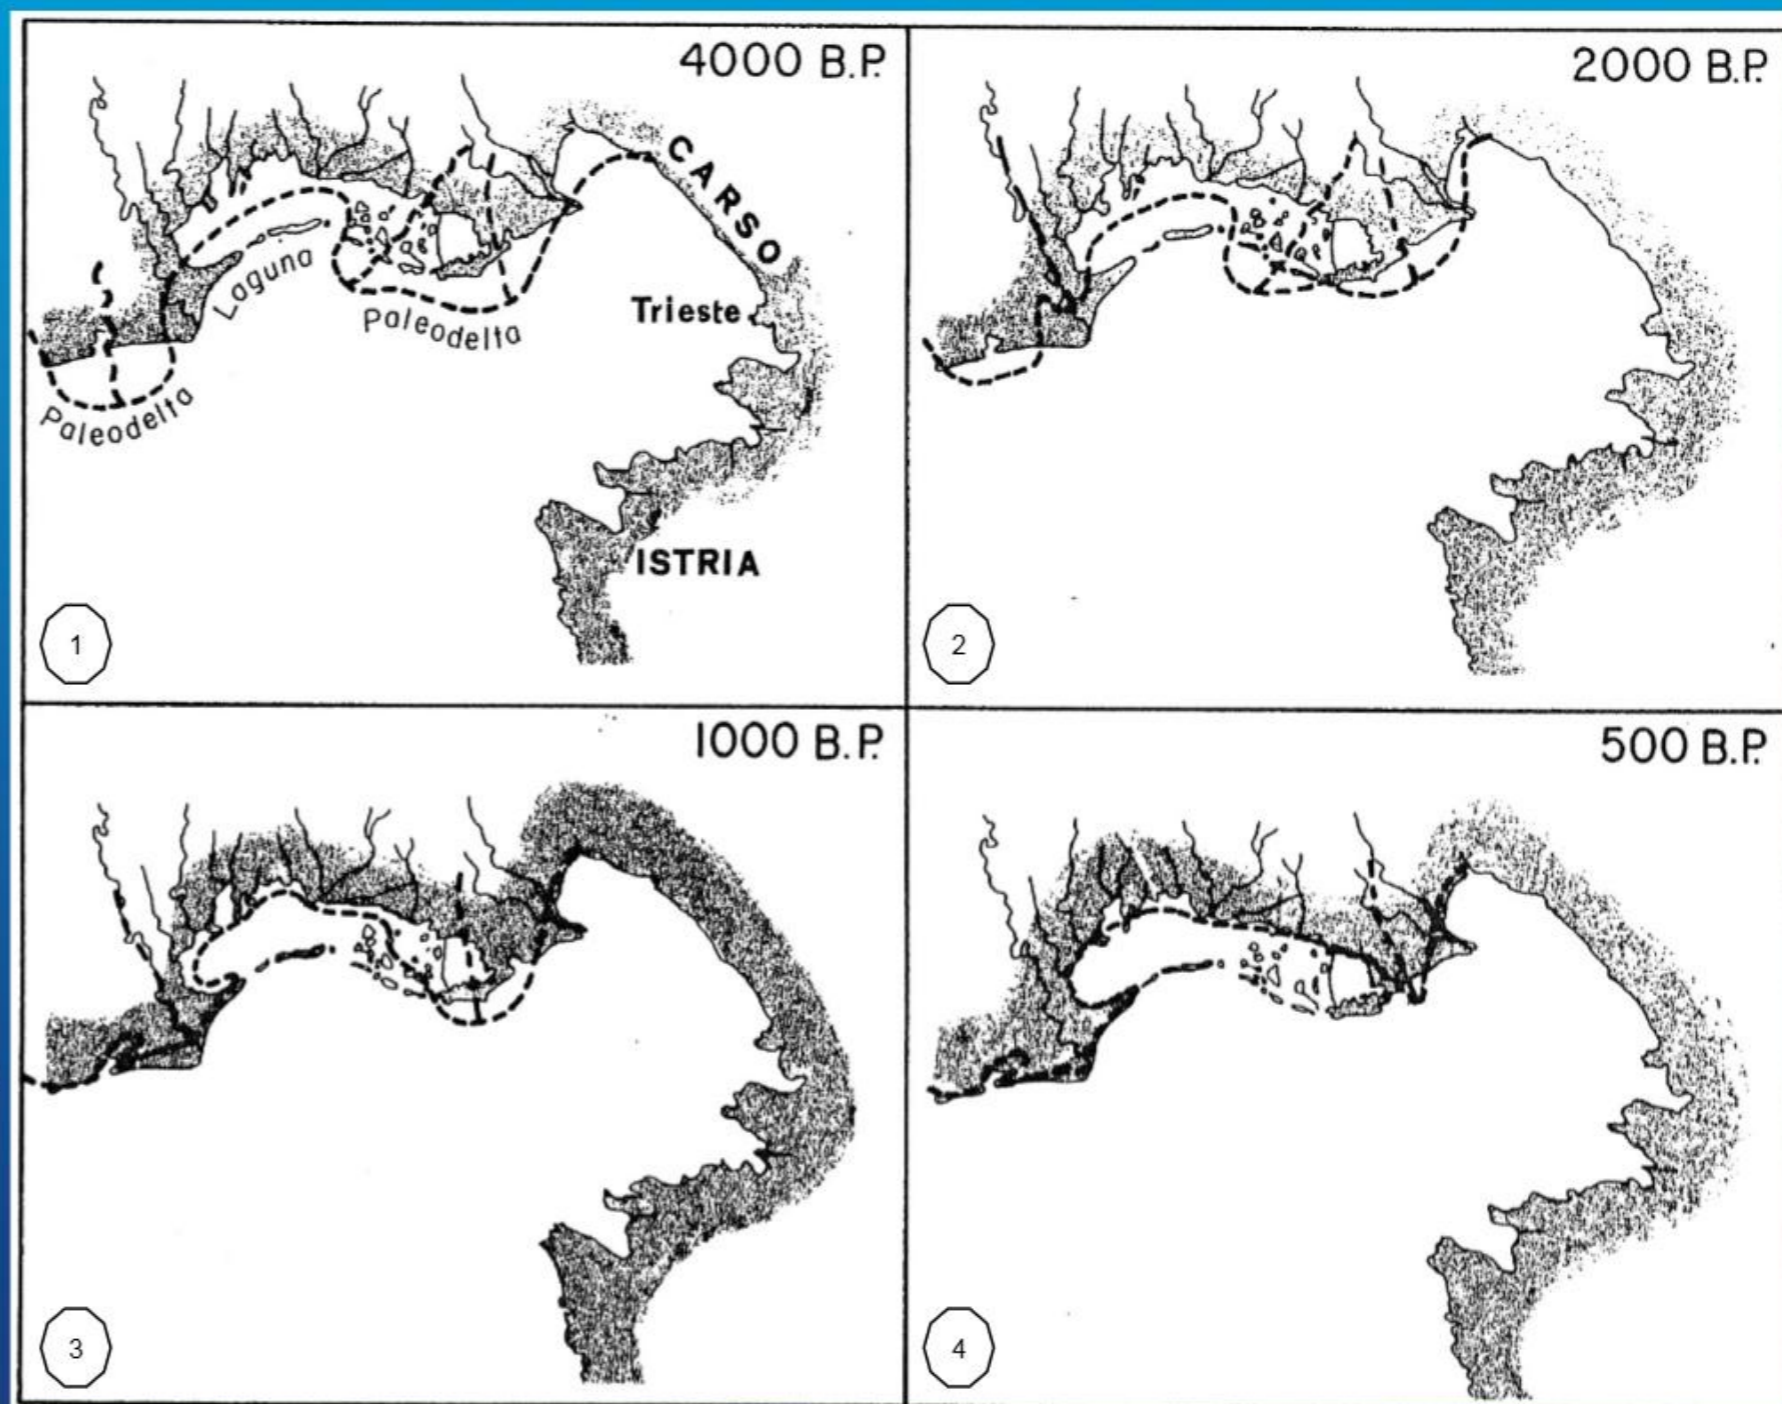 4000 B.P.
CARSO
Laguna
Paleodelta
Trieste
Paleodelta
ISTRIA
1
2000 B.P.
2
1000 B.P.
3
500 B.P.
4